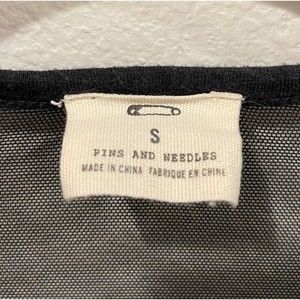 S
PINS AND NEEDLES
MADE IN CHINA FABRIQUE EN CHINE